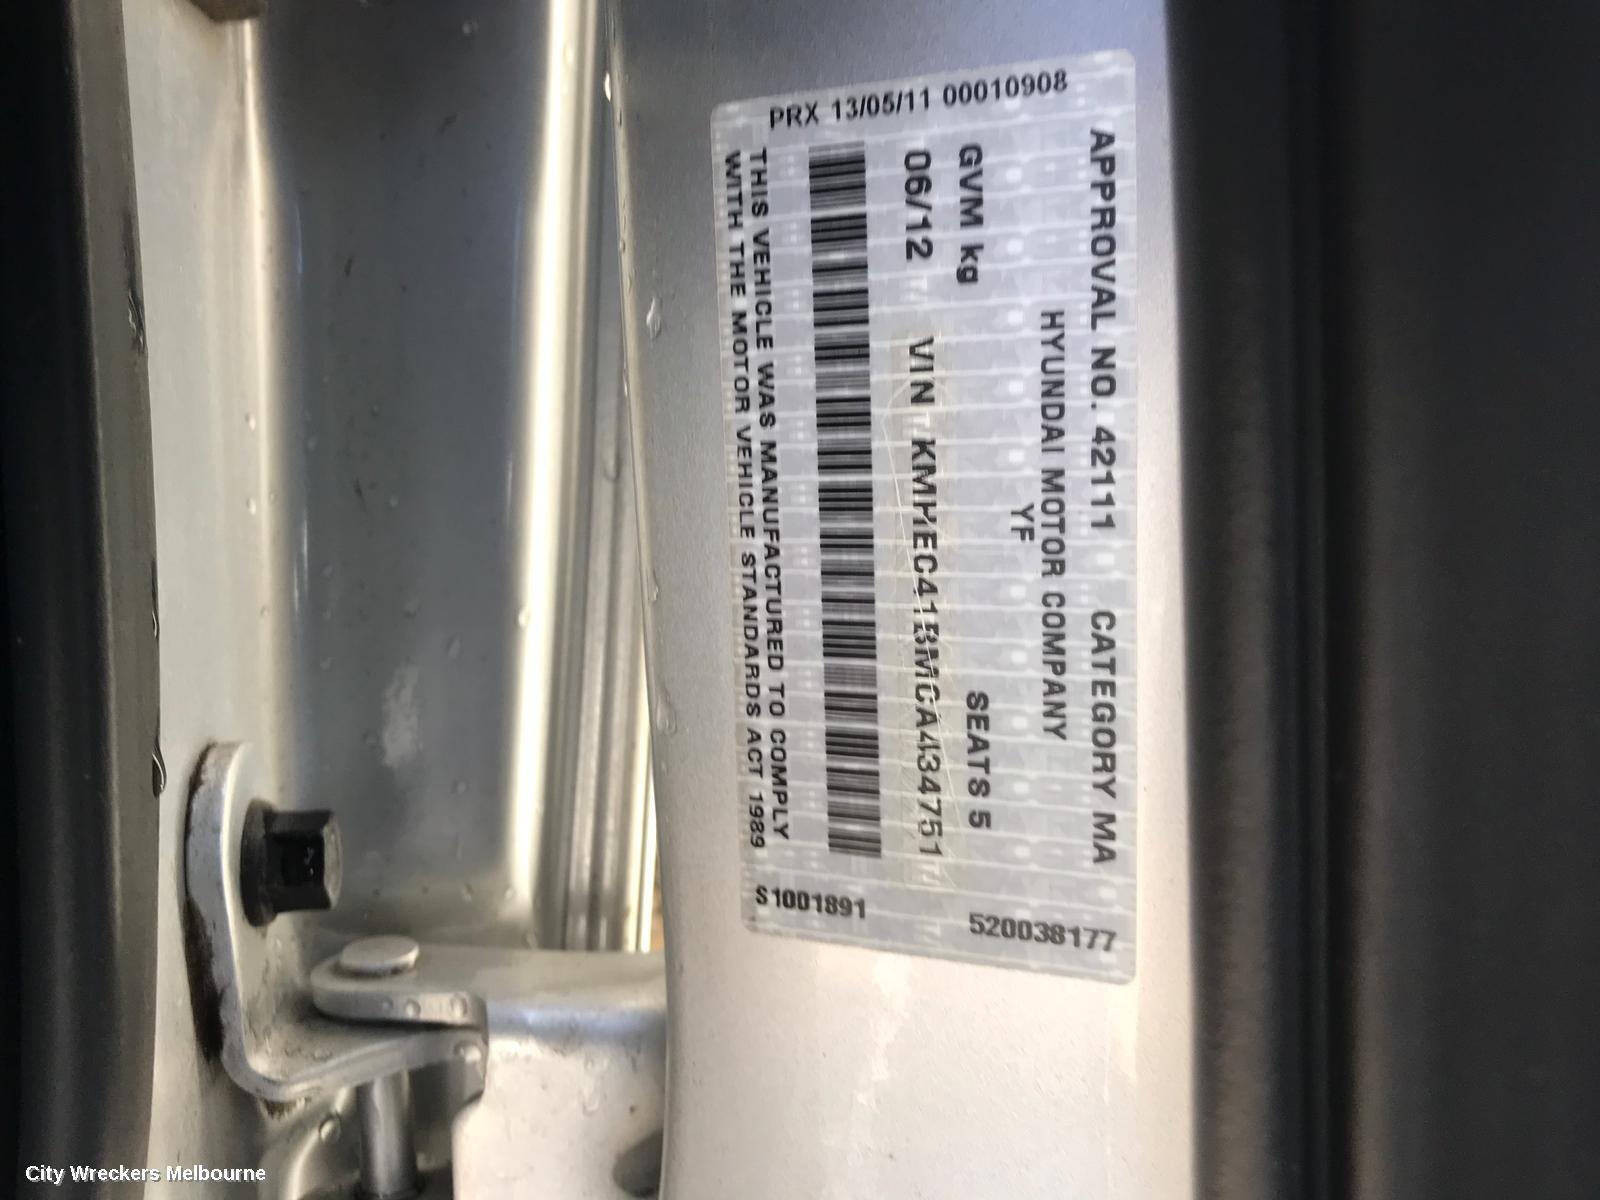 PRX 13/05/11 00010908
APPROVAL NO. 42111 CATEGORY MA
HYUNDAI MOTOR COMPANY
YF
GVM kg SEATS 5
06/12 VIN KMHEC41BMCA434751
THIS VEHICLE WAS MANUFACTURED TO COMPLY
WITH THE MOTOR VEHICLE STANDARDS ACT 1989
S1001891
520038177
City Wreckers Melbourne